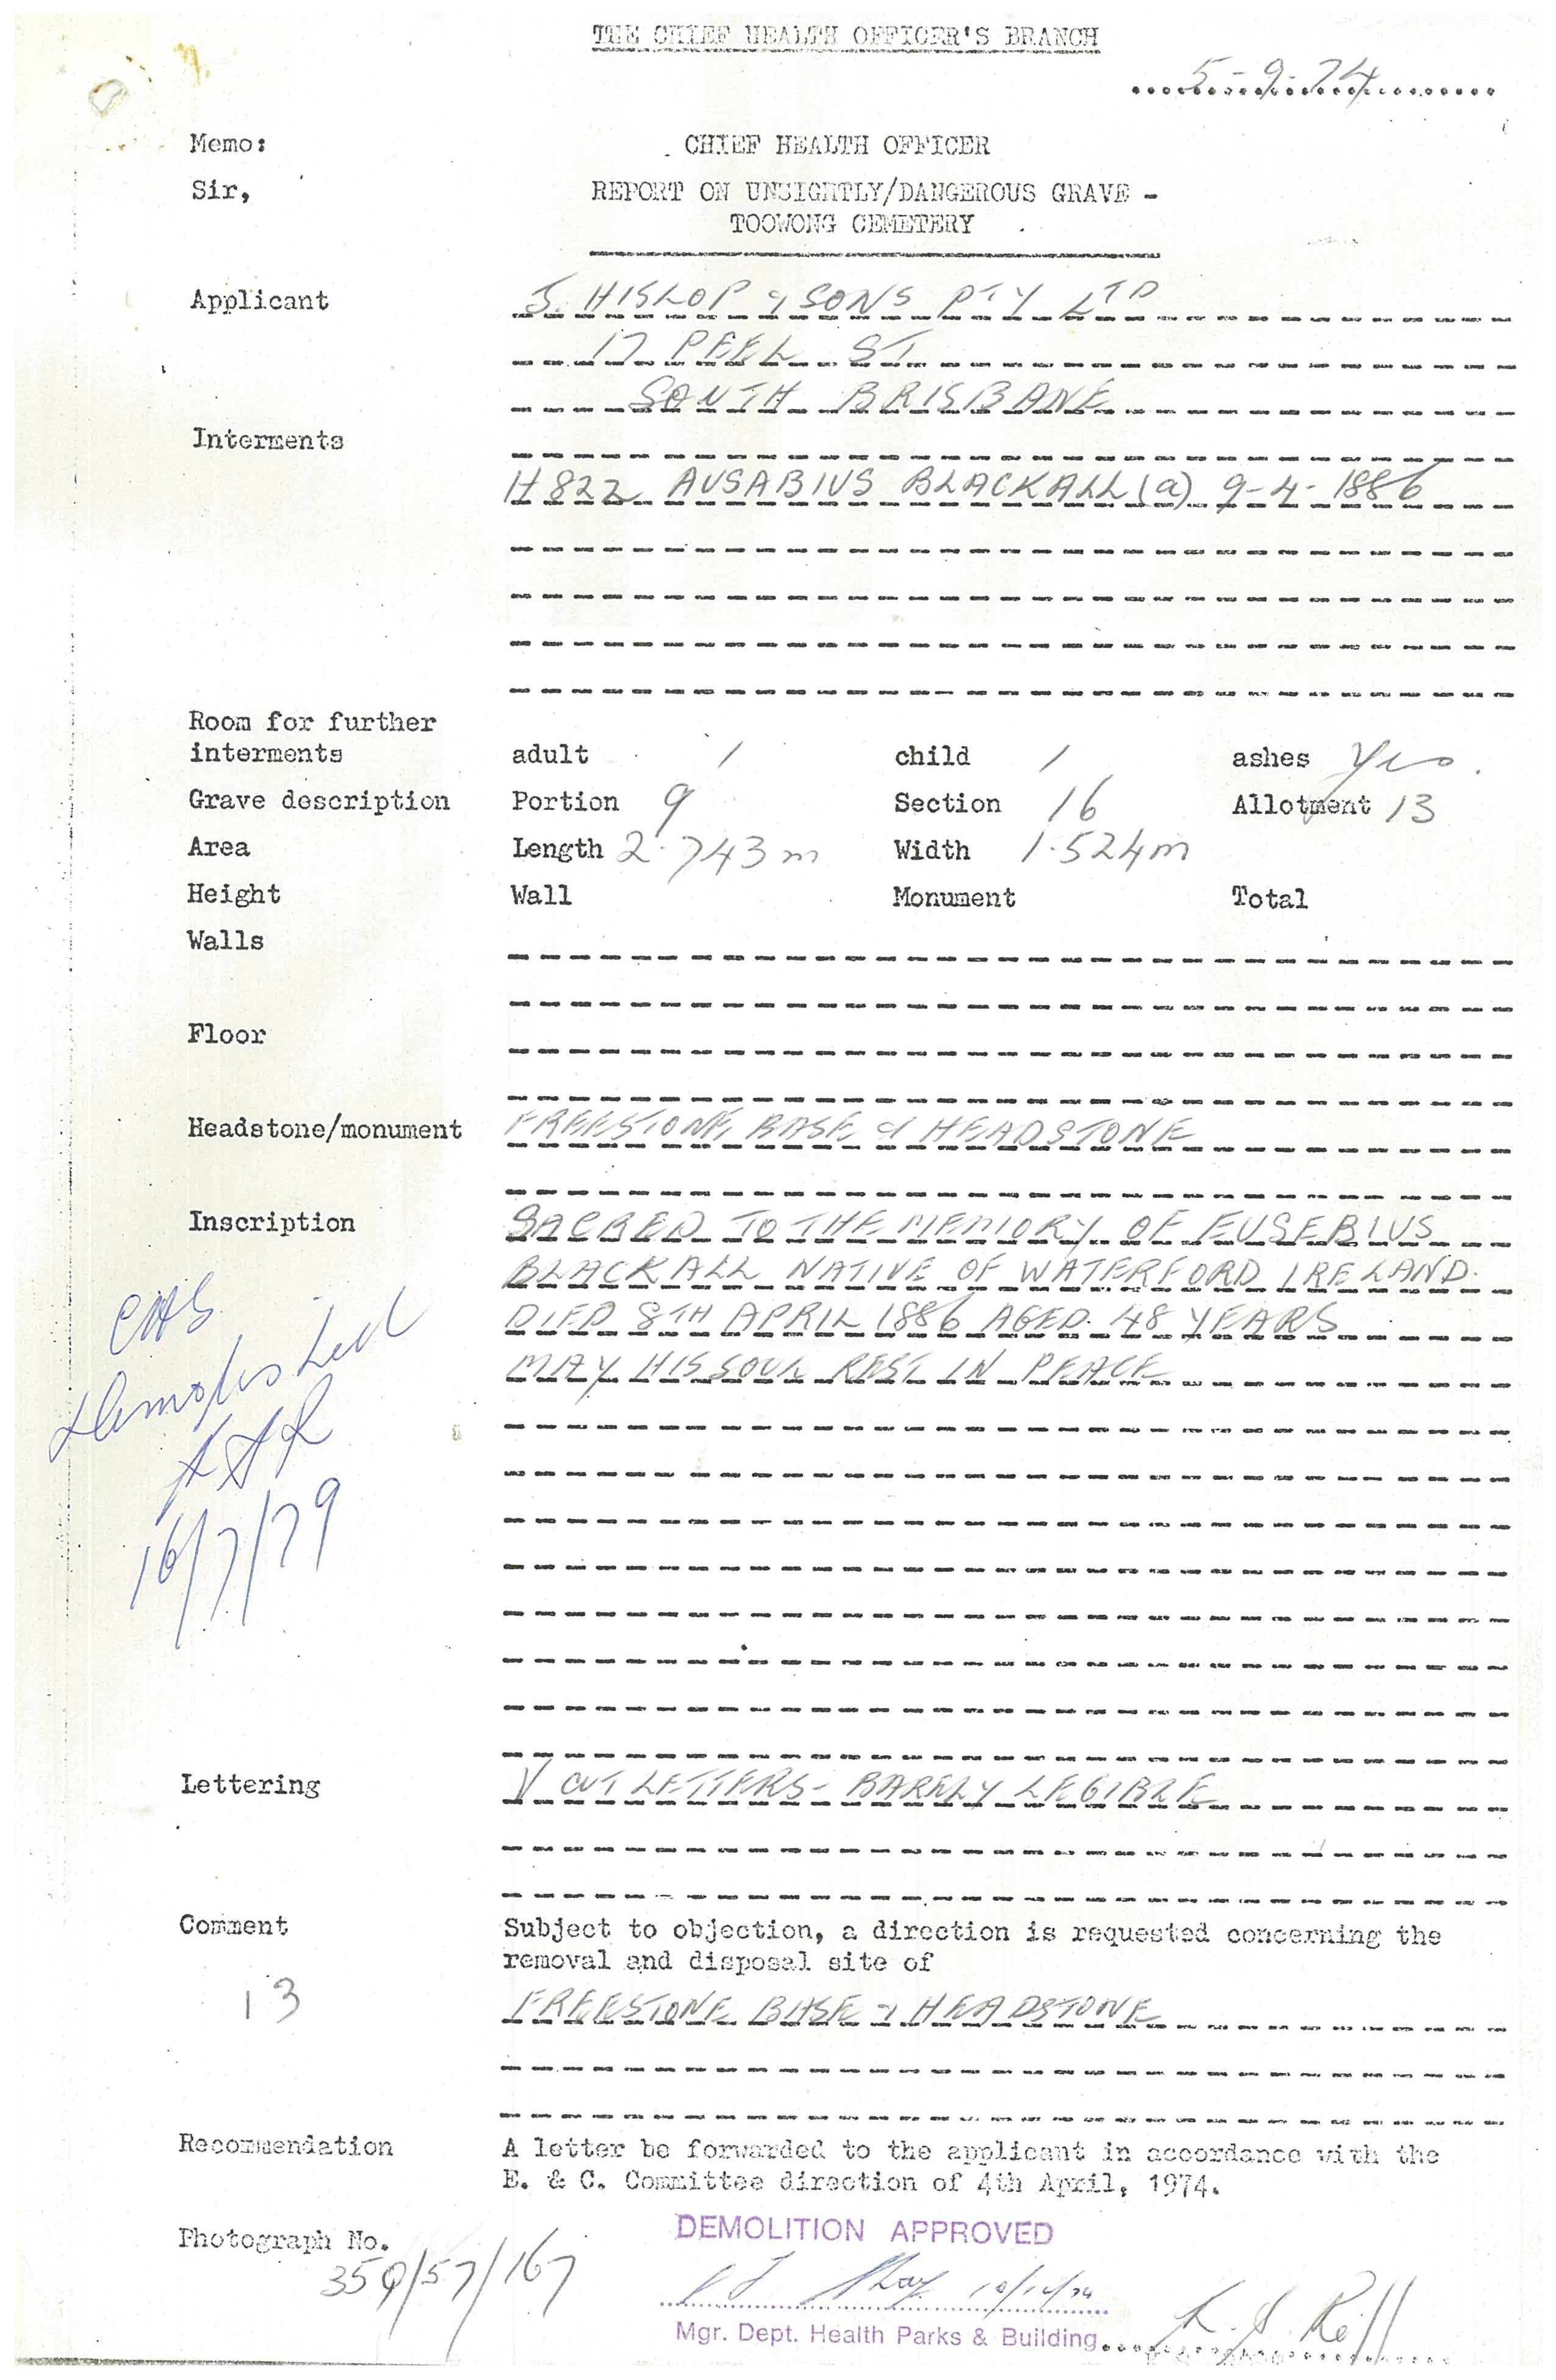 THE CHIEF HEALTH OFFICER'S BRANCH
5-9-74
Memo: CHIEF HEALTH OFFICER
Sir, REPORT ON UNSIGHTLY/DANGEROUS GRAVE -
TOOWONG CEMETERY
Applicant J. HISLOP & SONS PTY LTD
17 PEEL ST
SOUTH BRISBANE
Interments
H822 AUSABIUS BLACKALL (a) 9-4-1886
Room for further
interments adult 1 child 1 ashes Yes.
Grave description Portion 9 Section 16 Allotment 13
Area Length 2.743m Width 1.524m
Height Wall Monument Total
Walls
Floor
Headstone/monument FREESTONE BASE & HEADSTONE
Inscription SACRED TO THE MEMORY OF EUSEBIUS
BLACKALL NATIVE OF WATERFORD IRELAND.
DIED 8TH APRIL 1886 AGED. 48 YEARS
MAY HIS SOUL REST IN PEACE
Demolished
16/7/79
Lettering V CUT LETTERS - BARELY LEGIBLE
Comment Subject to objection, a direction is requested concerning the
removal and disposal site of
13 FREESTONE BASE & HEADSTONE
Recommendation A letter be forwarded to the applicant in accordance with the
E. & C. Committee direction of 4th April, 1974.
Photograph No. DEMOLITION APPROVED
359/57/167
Mgr. Dept. Health Parks & Building